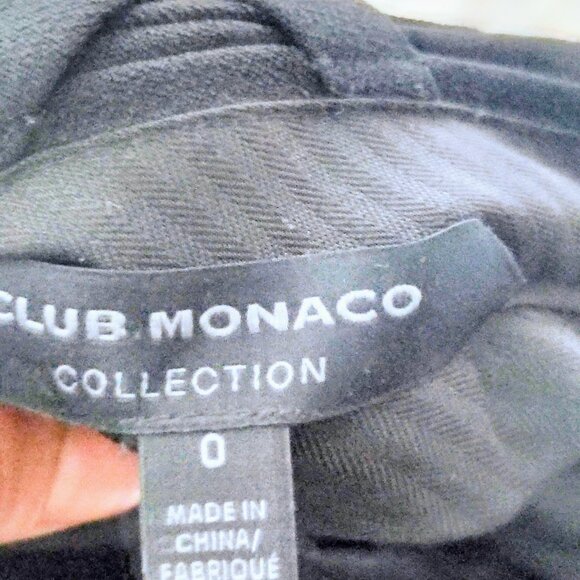 CLUB MONACO
COLLECTION
0
MADE IN
CHINA/
FABRIQUÉ